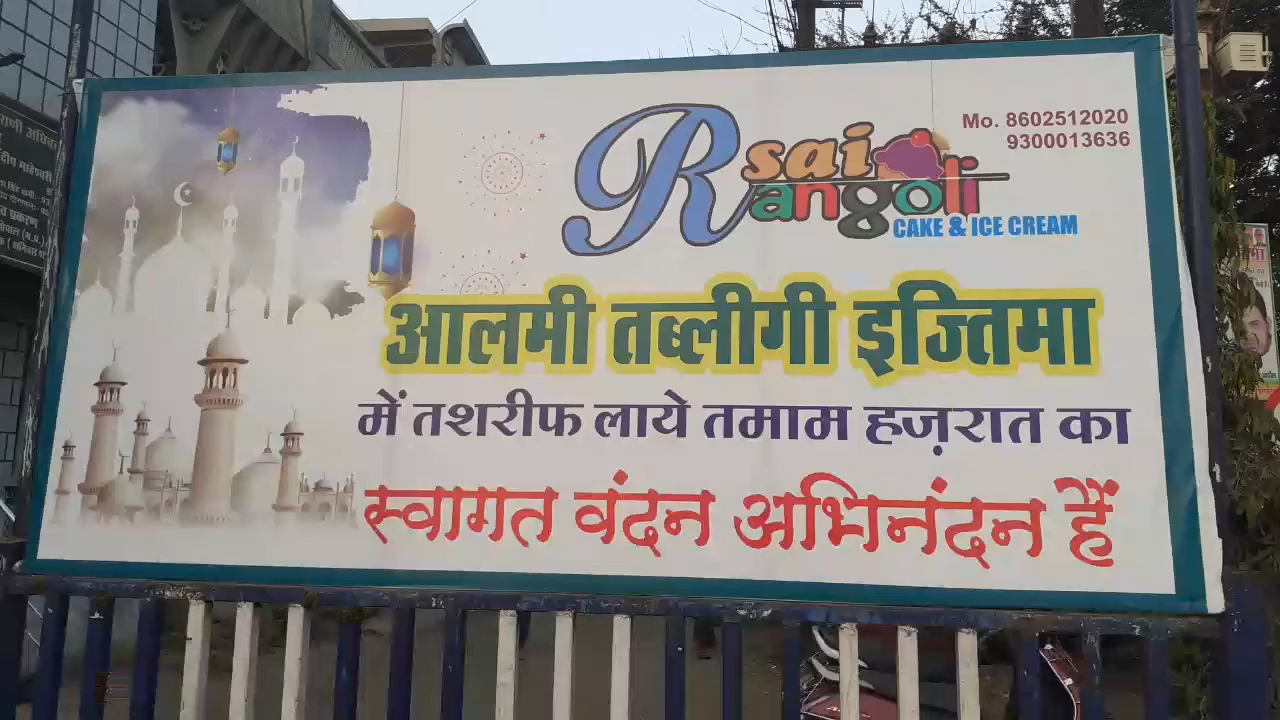 sai
Rangoli
CAKE & ICE CREAM
Mo. 8602512020
9300013636
आलमी तब्लीगी इज्तिमा
में तशरीफ लाये तमाम हज़रात का
स्वागत वंदन अभिनंदन हैं